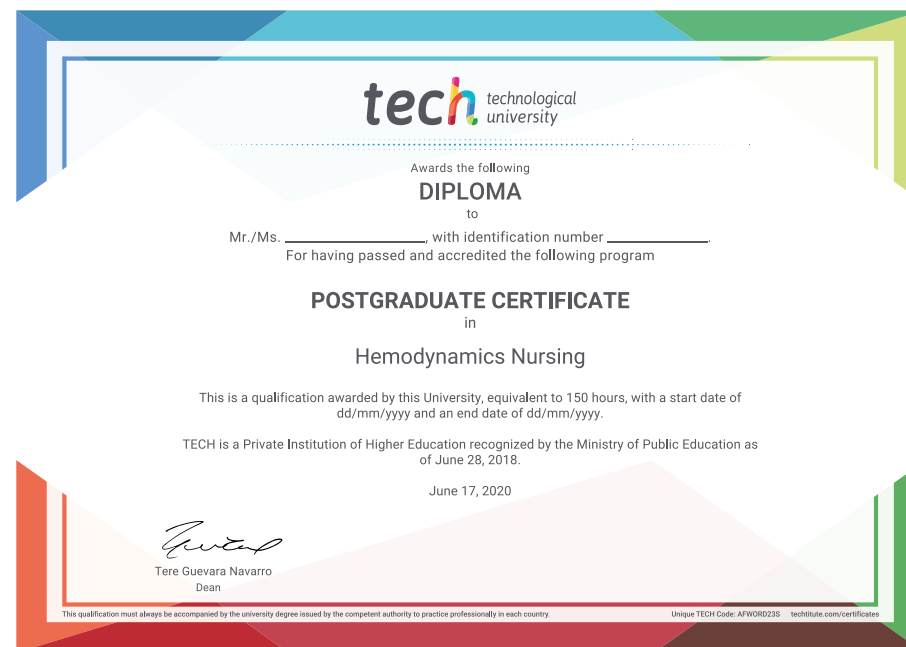 tech technological
university
Awards the following
DIPLOMA
to
Mr./Ms. ____________________, with identification number ______________.
For having passed and accredited the following program
POSTGRADUATE CERTIFICATE
in
Hemodynamics Nursing
This is a qualification awarded by this University, equivalent to 150 hours, with a start date of
dd/mm/yyyy and an end date of dd/mm/yyyy.
TECH is a Private Institution of Higher Education recognized by the Ministry of Public Education as
of June 28, 2018.
June 17, 2020
Tere Guevara Navarro
Dean
This qualification must always be accompanied by the university degree issued by the competent authority to practice professionally in each country. Unique TECH Code: AFWORD23S techtitute.com/certificates